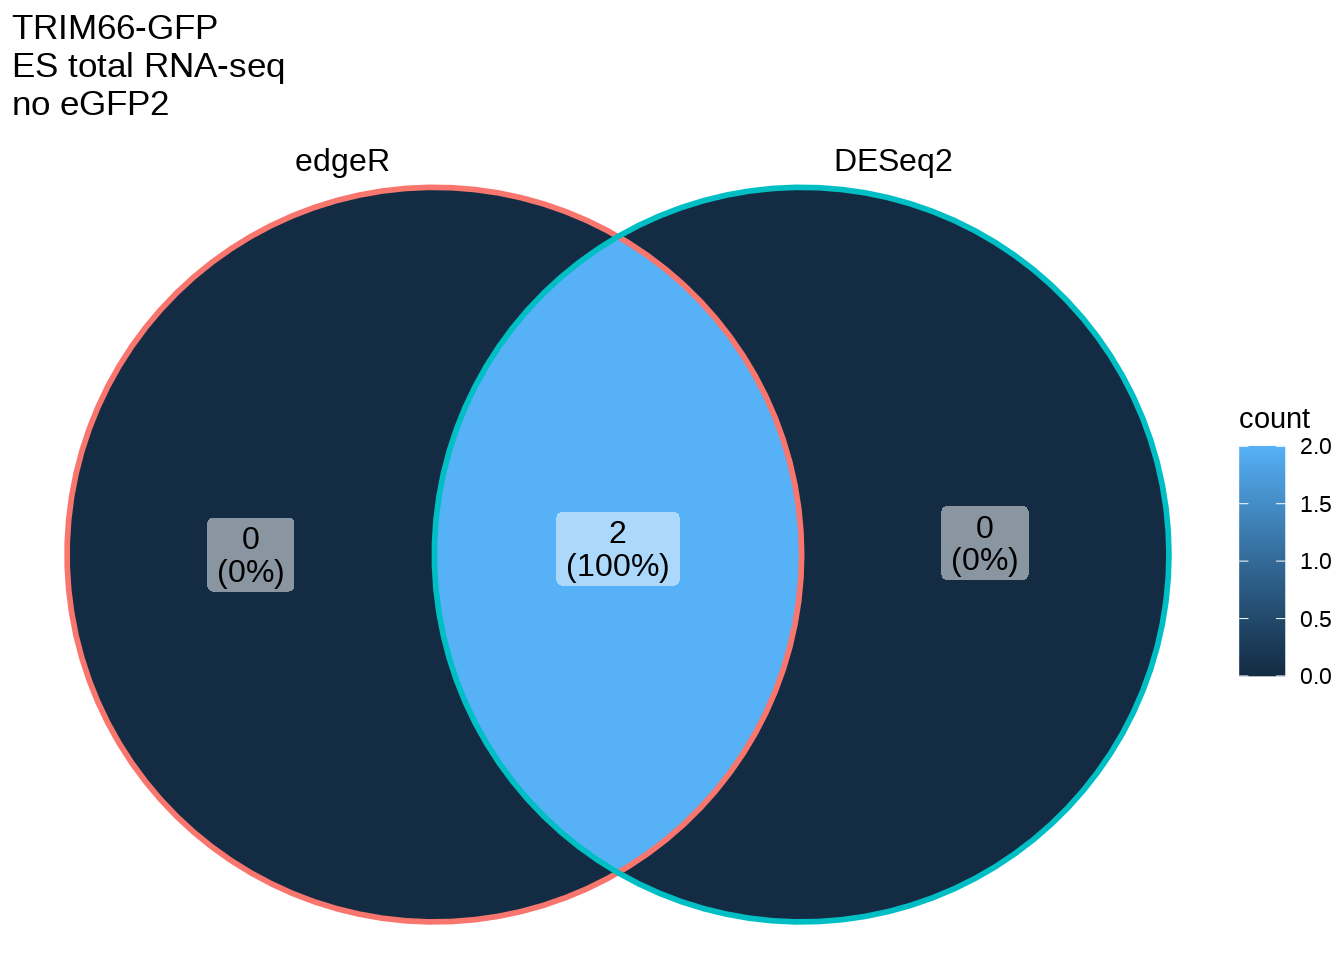 TRIM66-GFP
ES total RNA-seq
no eGFP2
edgeR
DESeq2
0
(0%)
2
(100%)
0
(0%)
count
2.0
1.5
1.0
0.5
0.0